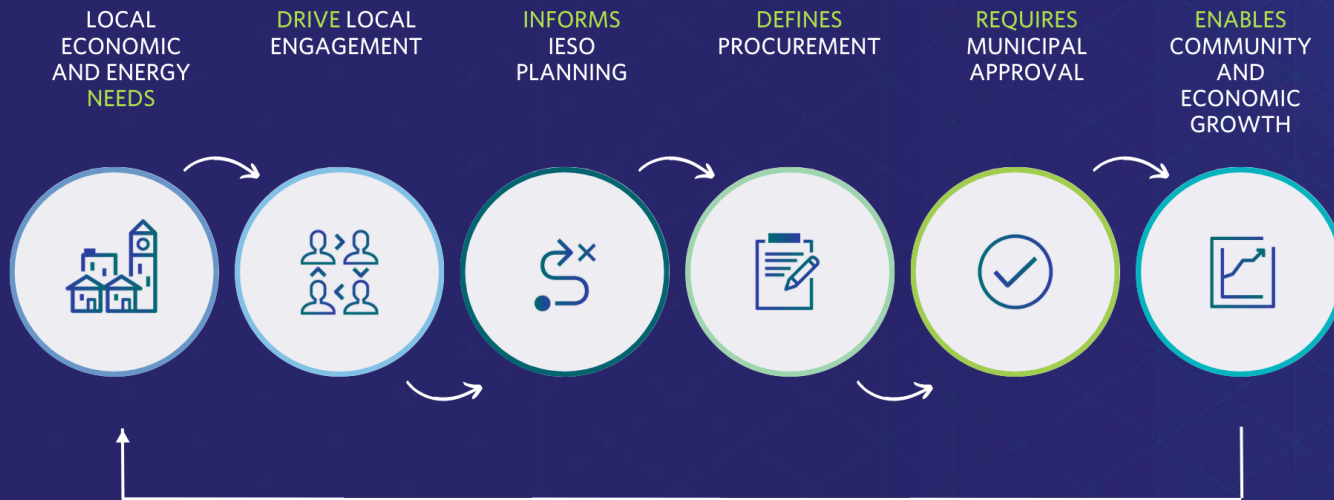 LOCAL
ECONOMIC
AND ENERGY
NEEDS
DRIVE LOCAL
ENGAGEMENT
INFORMS
IESO
PLANNING
DEFINES
PROCUREMENT
REQUIRES
MUNICIPAL
APPROVAL
ENABLES
COMMUNITY
AND
ECONOMIC
GROWTH